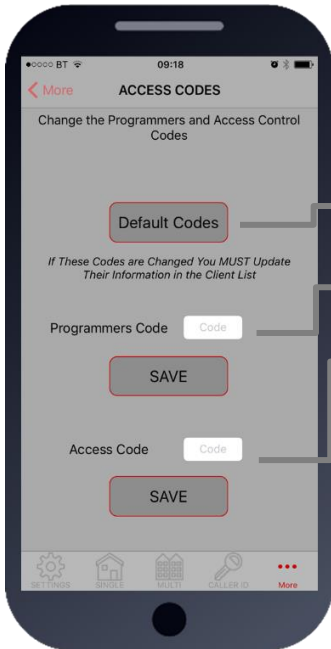 ●○○○○ BT 09:18
< More ACCESS CODES
Change the Programmers and Access Control
Codes
Default Codes
If These Codes are Changed You MUST Update
Their Information in the Client List
Programmers Code Code
SAVE
Access Code Code
SAVE
SETTINGS SINGLE MULTI CALLER ID More